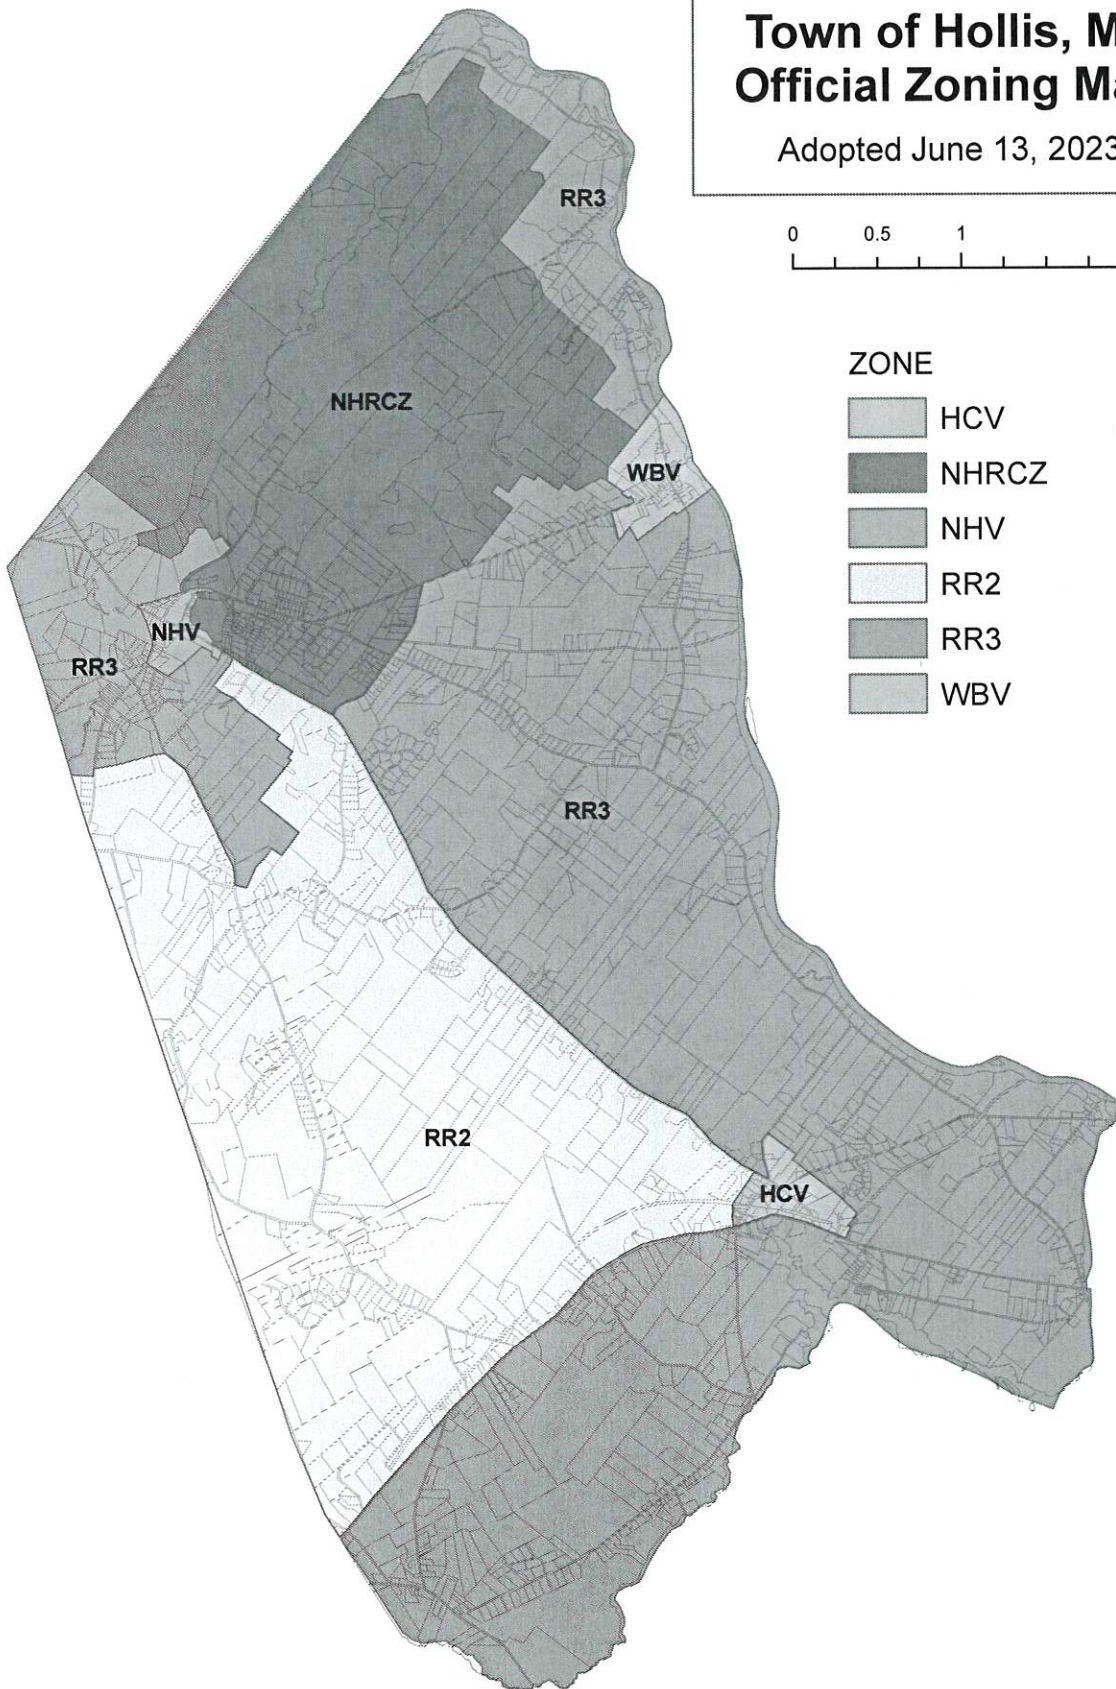 Town of Hollis, M
Official Zoning Ma
Adopted June 13, 2023
0 0.5 1
ZONE
HCV
NHRCZ
NHV
RR2
RR3
WBV
RR3
NHRCZ
WBV
NHV
RR3
RR3
RR2
HCV